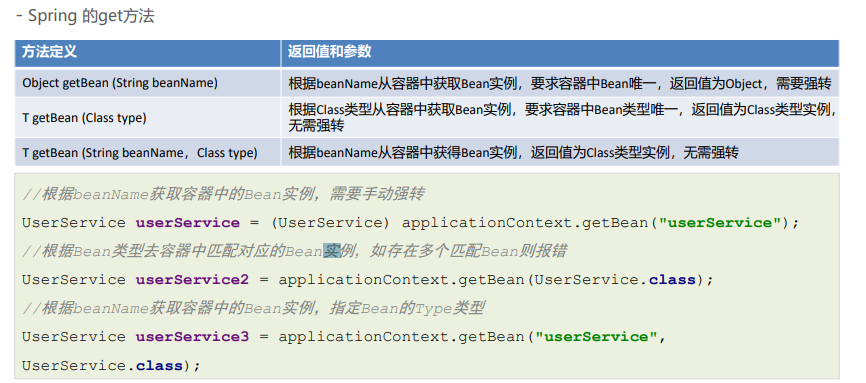 - Spring 的get方法
方法定义 返回值和参数
Object getBean (String beanName) 根据beanName从容器中获取Bean实例，要求容器中Bean唯一，返回值为Object，需要强转
T getBean (Class type) 根据Class类型从容器中获取Bean实例，要求容器中Bean类型唯一，返回值为Class类型实例，
无需强转
T getBean (String beanName，Class type) 根据beanName从容器中获得Bean实例，返回值为Class类型实例，无需强转
//根据beanName获取容器中的Bean实例，需要手动强转
UserService userService = (UserService) applicationContext.getBean("userService");
//根据Bean类型去容器中匹配对应的Bean实例，如存在多个匹配Bean则报错
UserService userService2 = applicationContext.getBean(UserService.class);
//根据beanName获取容器中的Bean实例，指定Bean的Type类型
UserService userService3 = applicationContext.getBean("userService",
UserService.class);